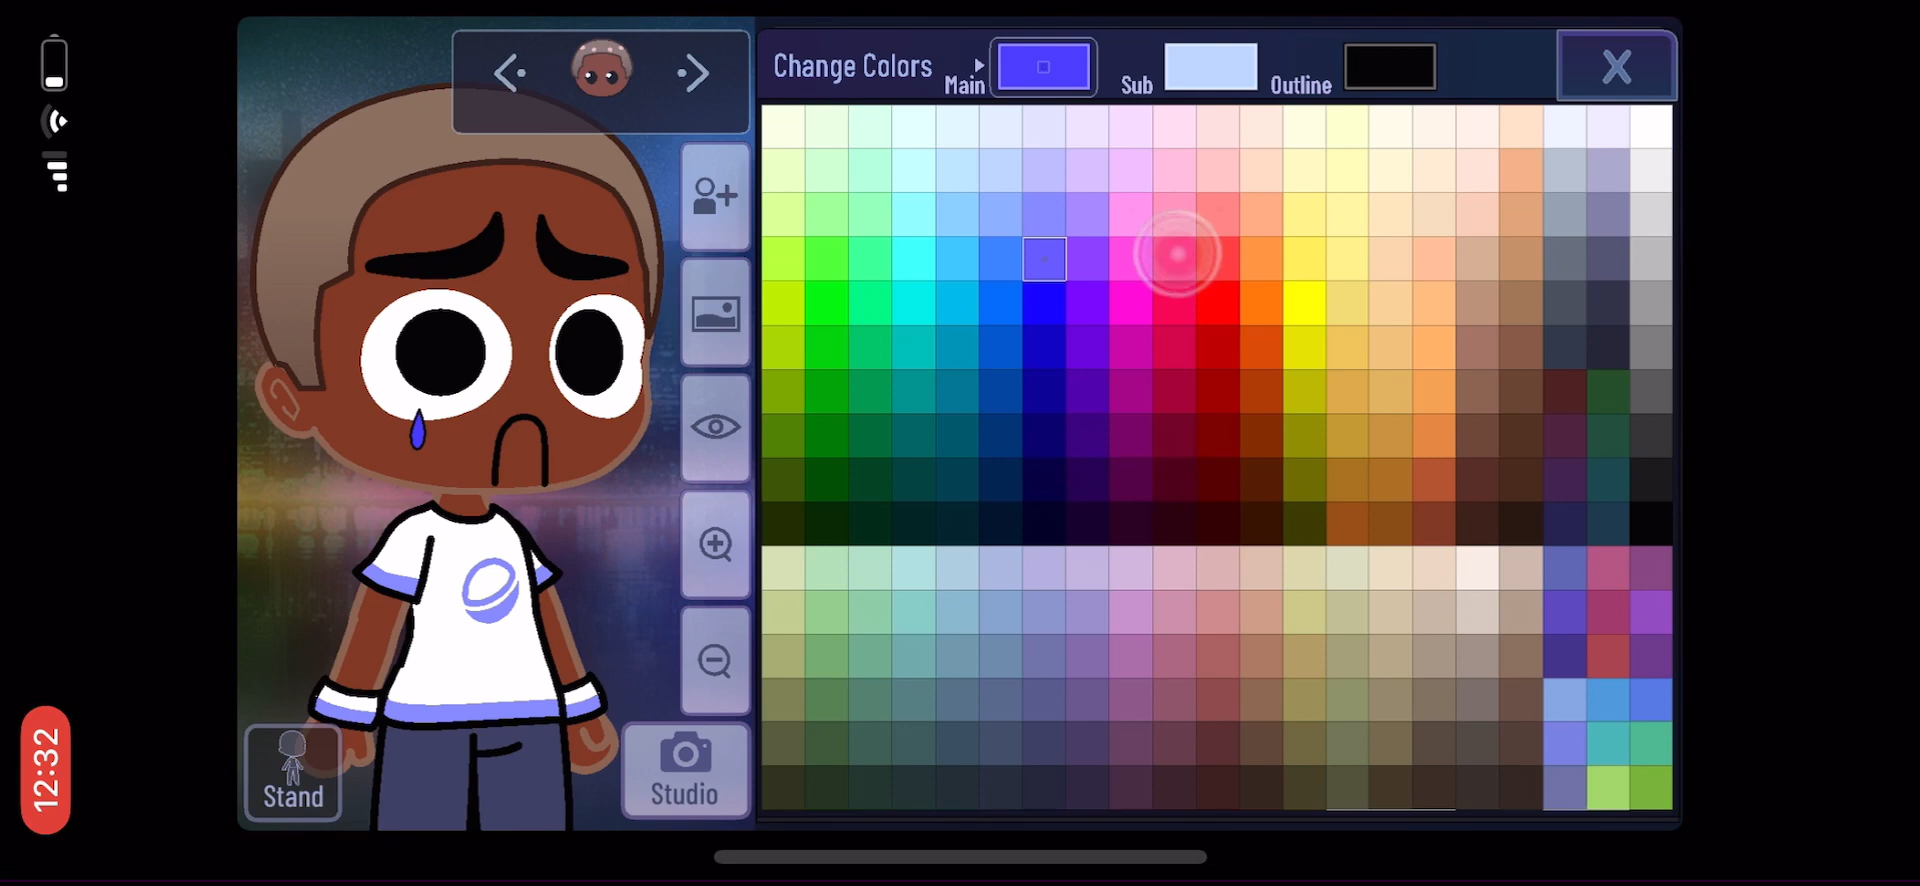 Change Colors
Main
Sub
Outline
X
Stand
Studio
12:32